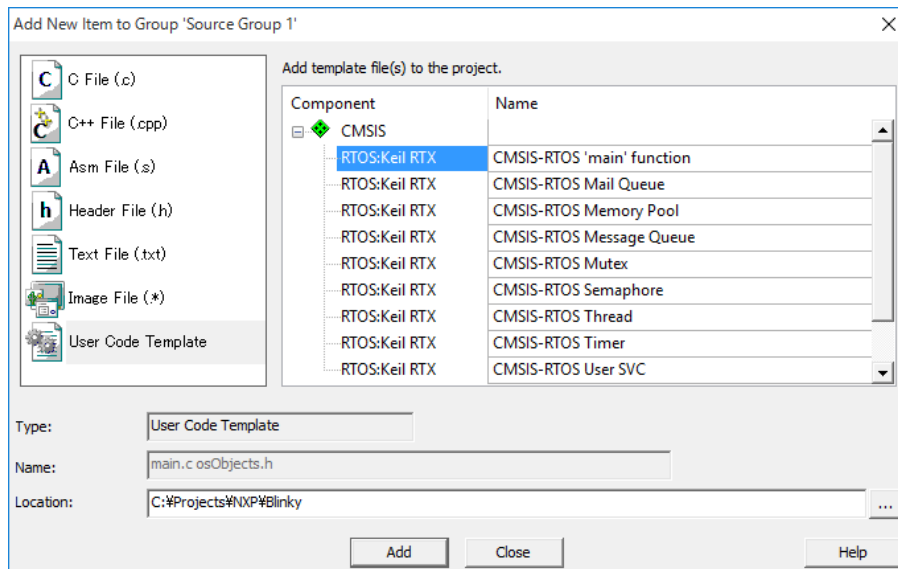 Add New Item to Group 'Source Group 1'
C File (.c)
C++ File (.cpp)
Asm File (.s)
Header File (.h)
Text File (.txt)
Image File (.*)
User Code Template
Add template file(s) to the project.
Component Name
CMSIS
RTOS:Keil RTX CMSIS-RTOS 'main' function
RTOS:Keil RTX CMSIS-RTOS Mail Queue
RTOS:Keil RTX CMSIS-RTOS Memory Pool
RTOS:Keil RTX CMSIS-RTOS Message Queue
RTOS:Keil RTX CMSIS-RTOS Mutex
RTOS:Keil RTX CMSIS-RTOS Semaphore
RTOS:Keil RTX CMSIS-RTOS Thread
RTOS:Keil RTX CMSIS-RTOS Timer
RTOS:Keil RTX CMSIS-RTOS User SVC
Type: User Code Template
Name: main.c osObjects.h
Location: C:¥Projects¥NXP¥Blinky ...
Add Close Help